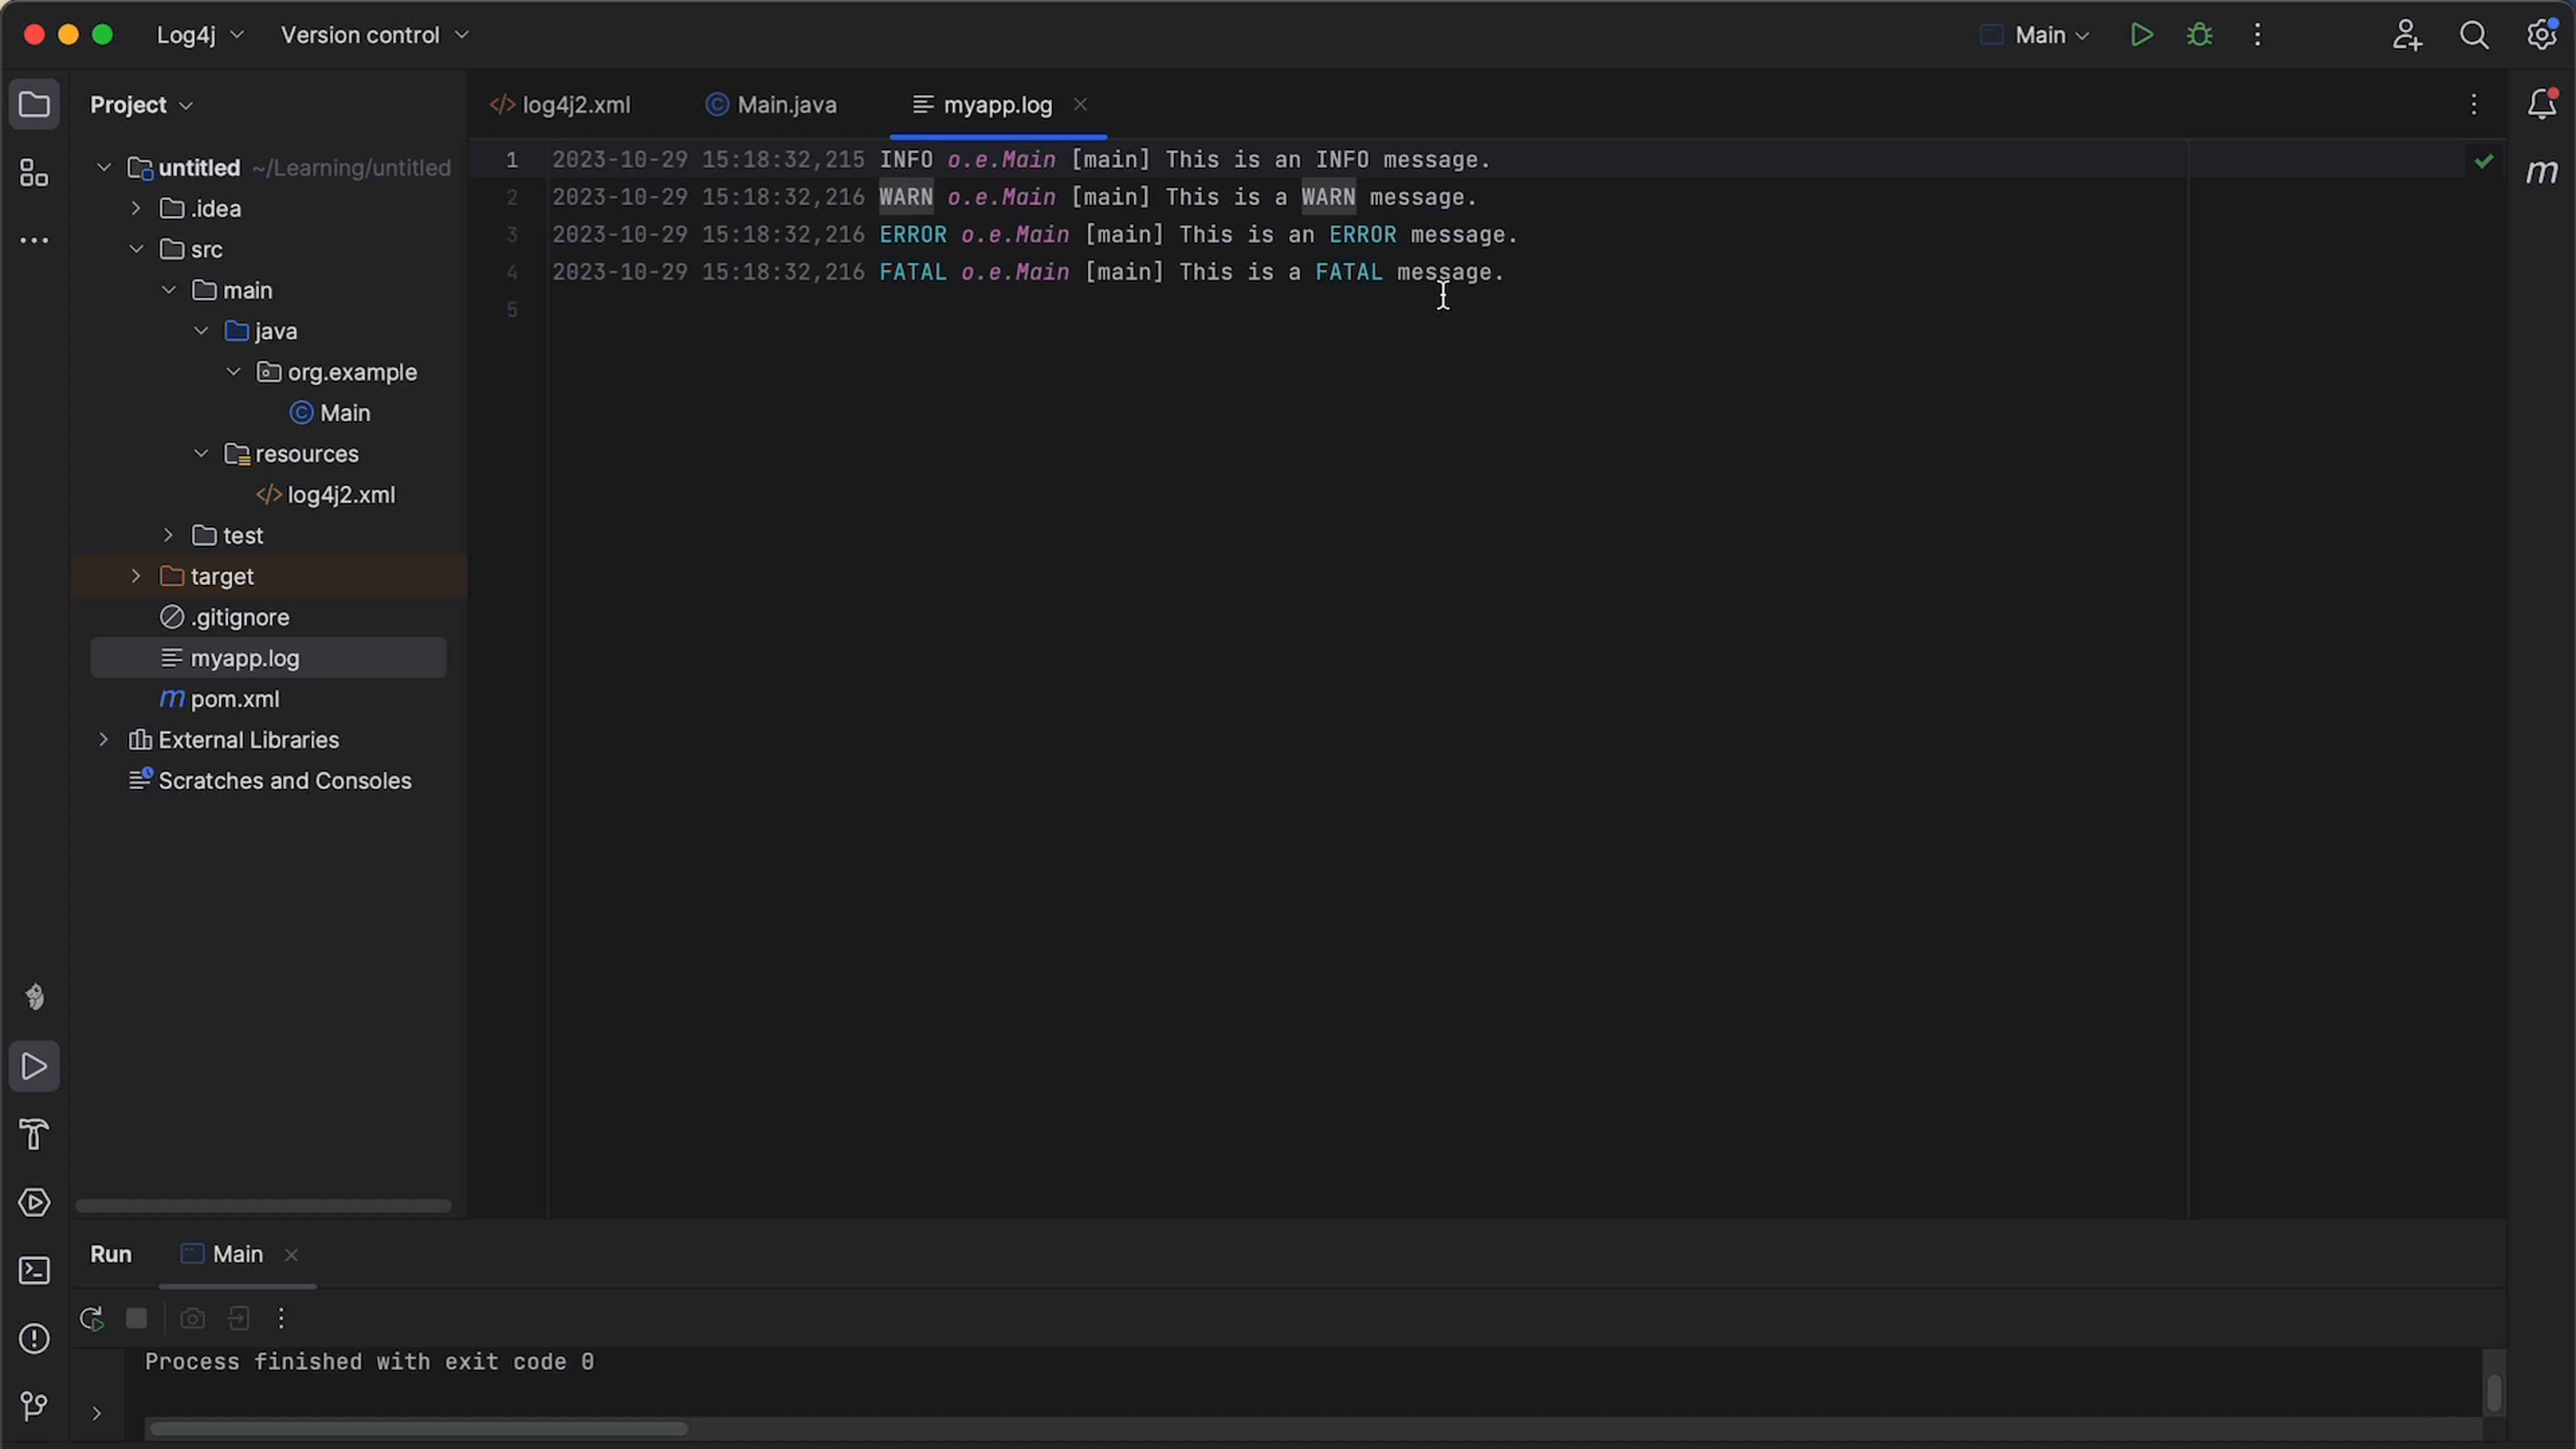 Log4j
Version control
Main
Project
log4j2.xml
Main.java
myapp.log
untitled ~/Learning/untitled
.idea
src
main
java
org.example
Main
resources
log4j2.xml
test
target
.gitignore
myapp.log
m pom.xml
External Libraries
Scratches and Consoles
1 2023-10-29 15:18:32,215 INFO o.e.Main [main] This is an INFO message.
2 2023-10-29 15:18:32,216 WARN o.e.Main [main] This is a WARN message.
3 2023-10-29 15:18:32,216 ERROR o.e.Main [main] This is an ERROR message.
4 2023-10-29 15:18:32,216 FATAL o.e.Main [main] This is a FATAL message.
5
m
Run
Main
Process finished with exit code 0